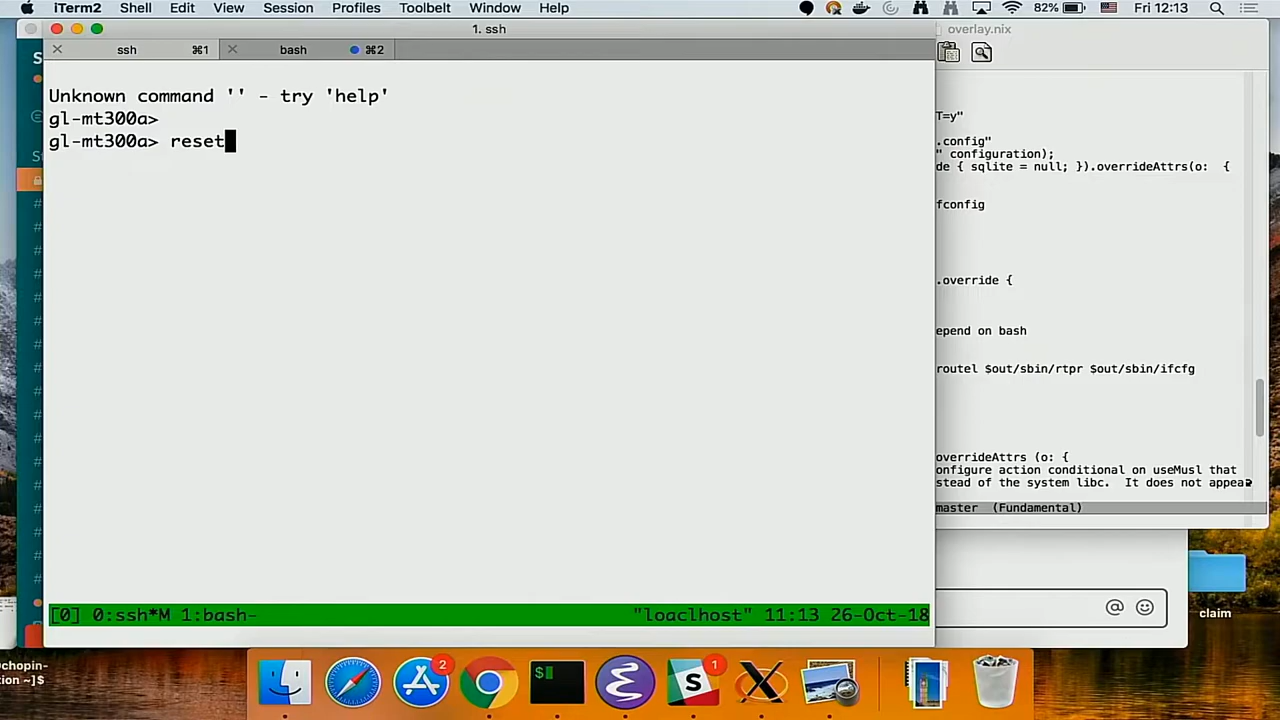 iTerm2 Shell Edit View Session Profiles Toolbelt Window Help 82% Fri 12:13
1. ssh
overlay.nix
ssh ⌘1 bash ⌘2
Unknown command '' - try 'help'
gl-mt300a>
gl-mt300a> reset
T=y"
.config"
" configuration);
de { sqlite = null; }).overrideAttrs(o: {
fconfig
.override {
epend on bash
routel $out/sbin/rtpr $out/sbin/ifcfg
overrideAttrs (o: {
onfigure action conditional on useMusl that
stead of the system libc. It does not appea
master (Fundamental)
[0] 0:ssh*M 1:bash- "loaclhost" 11:13 26-Oct-18
claim
@chopin-
tion ~]$
2
$
1
S